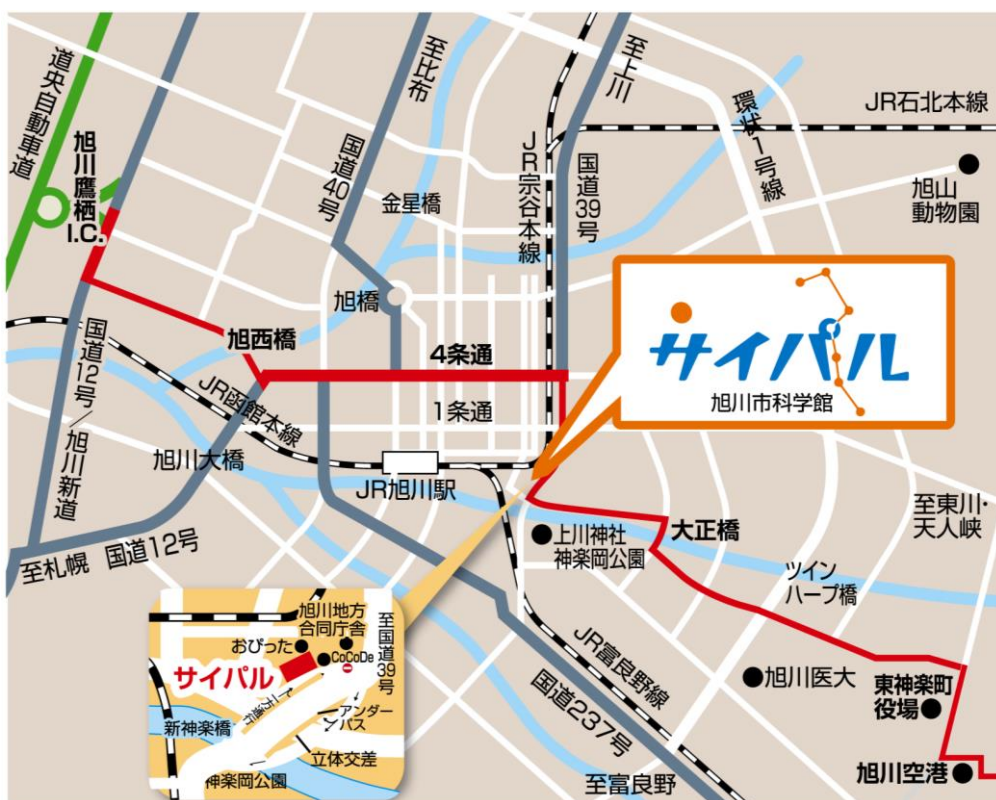 道央自動車道
旭川鷹栖
I.C.
国道40号
至比布
金星橋
JR宗谷本線
至上川
国道39号
環状1号線
JR石北本線
旭山
動物園
旭橋
旭西橋
4条通
1条通
サイパル
旭川市科学館
国道12号/旭川新道
JR函館本線
旭川大橋
JR旭川駅
至札幌 国道12号
上川神社
神楽岡公園
大正橋
至東川・
天人峡
ツイン
ハープ橋
JR富良野線
国道237号
至富良野
旭川医大
東神楽町
役場
旭川空港
旭川地方
合同庁舎
おぴった
CoCoDe
至国道39号
サイパル
一方通行
アンダー
パス
新神楽橋
立体交差
神楽岡公園